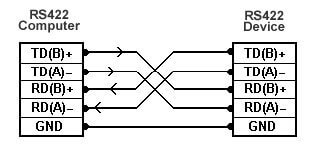 RS422
Computer
TD(B)+
TD(A)−
RD(B)+
RD(A)−
GND
RS422
Device
TD(B)+
TD(A)−
RD(B)+
RD(A)−
GND